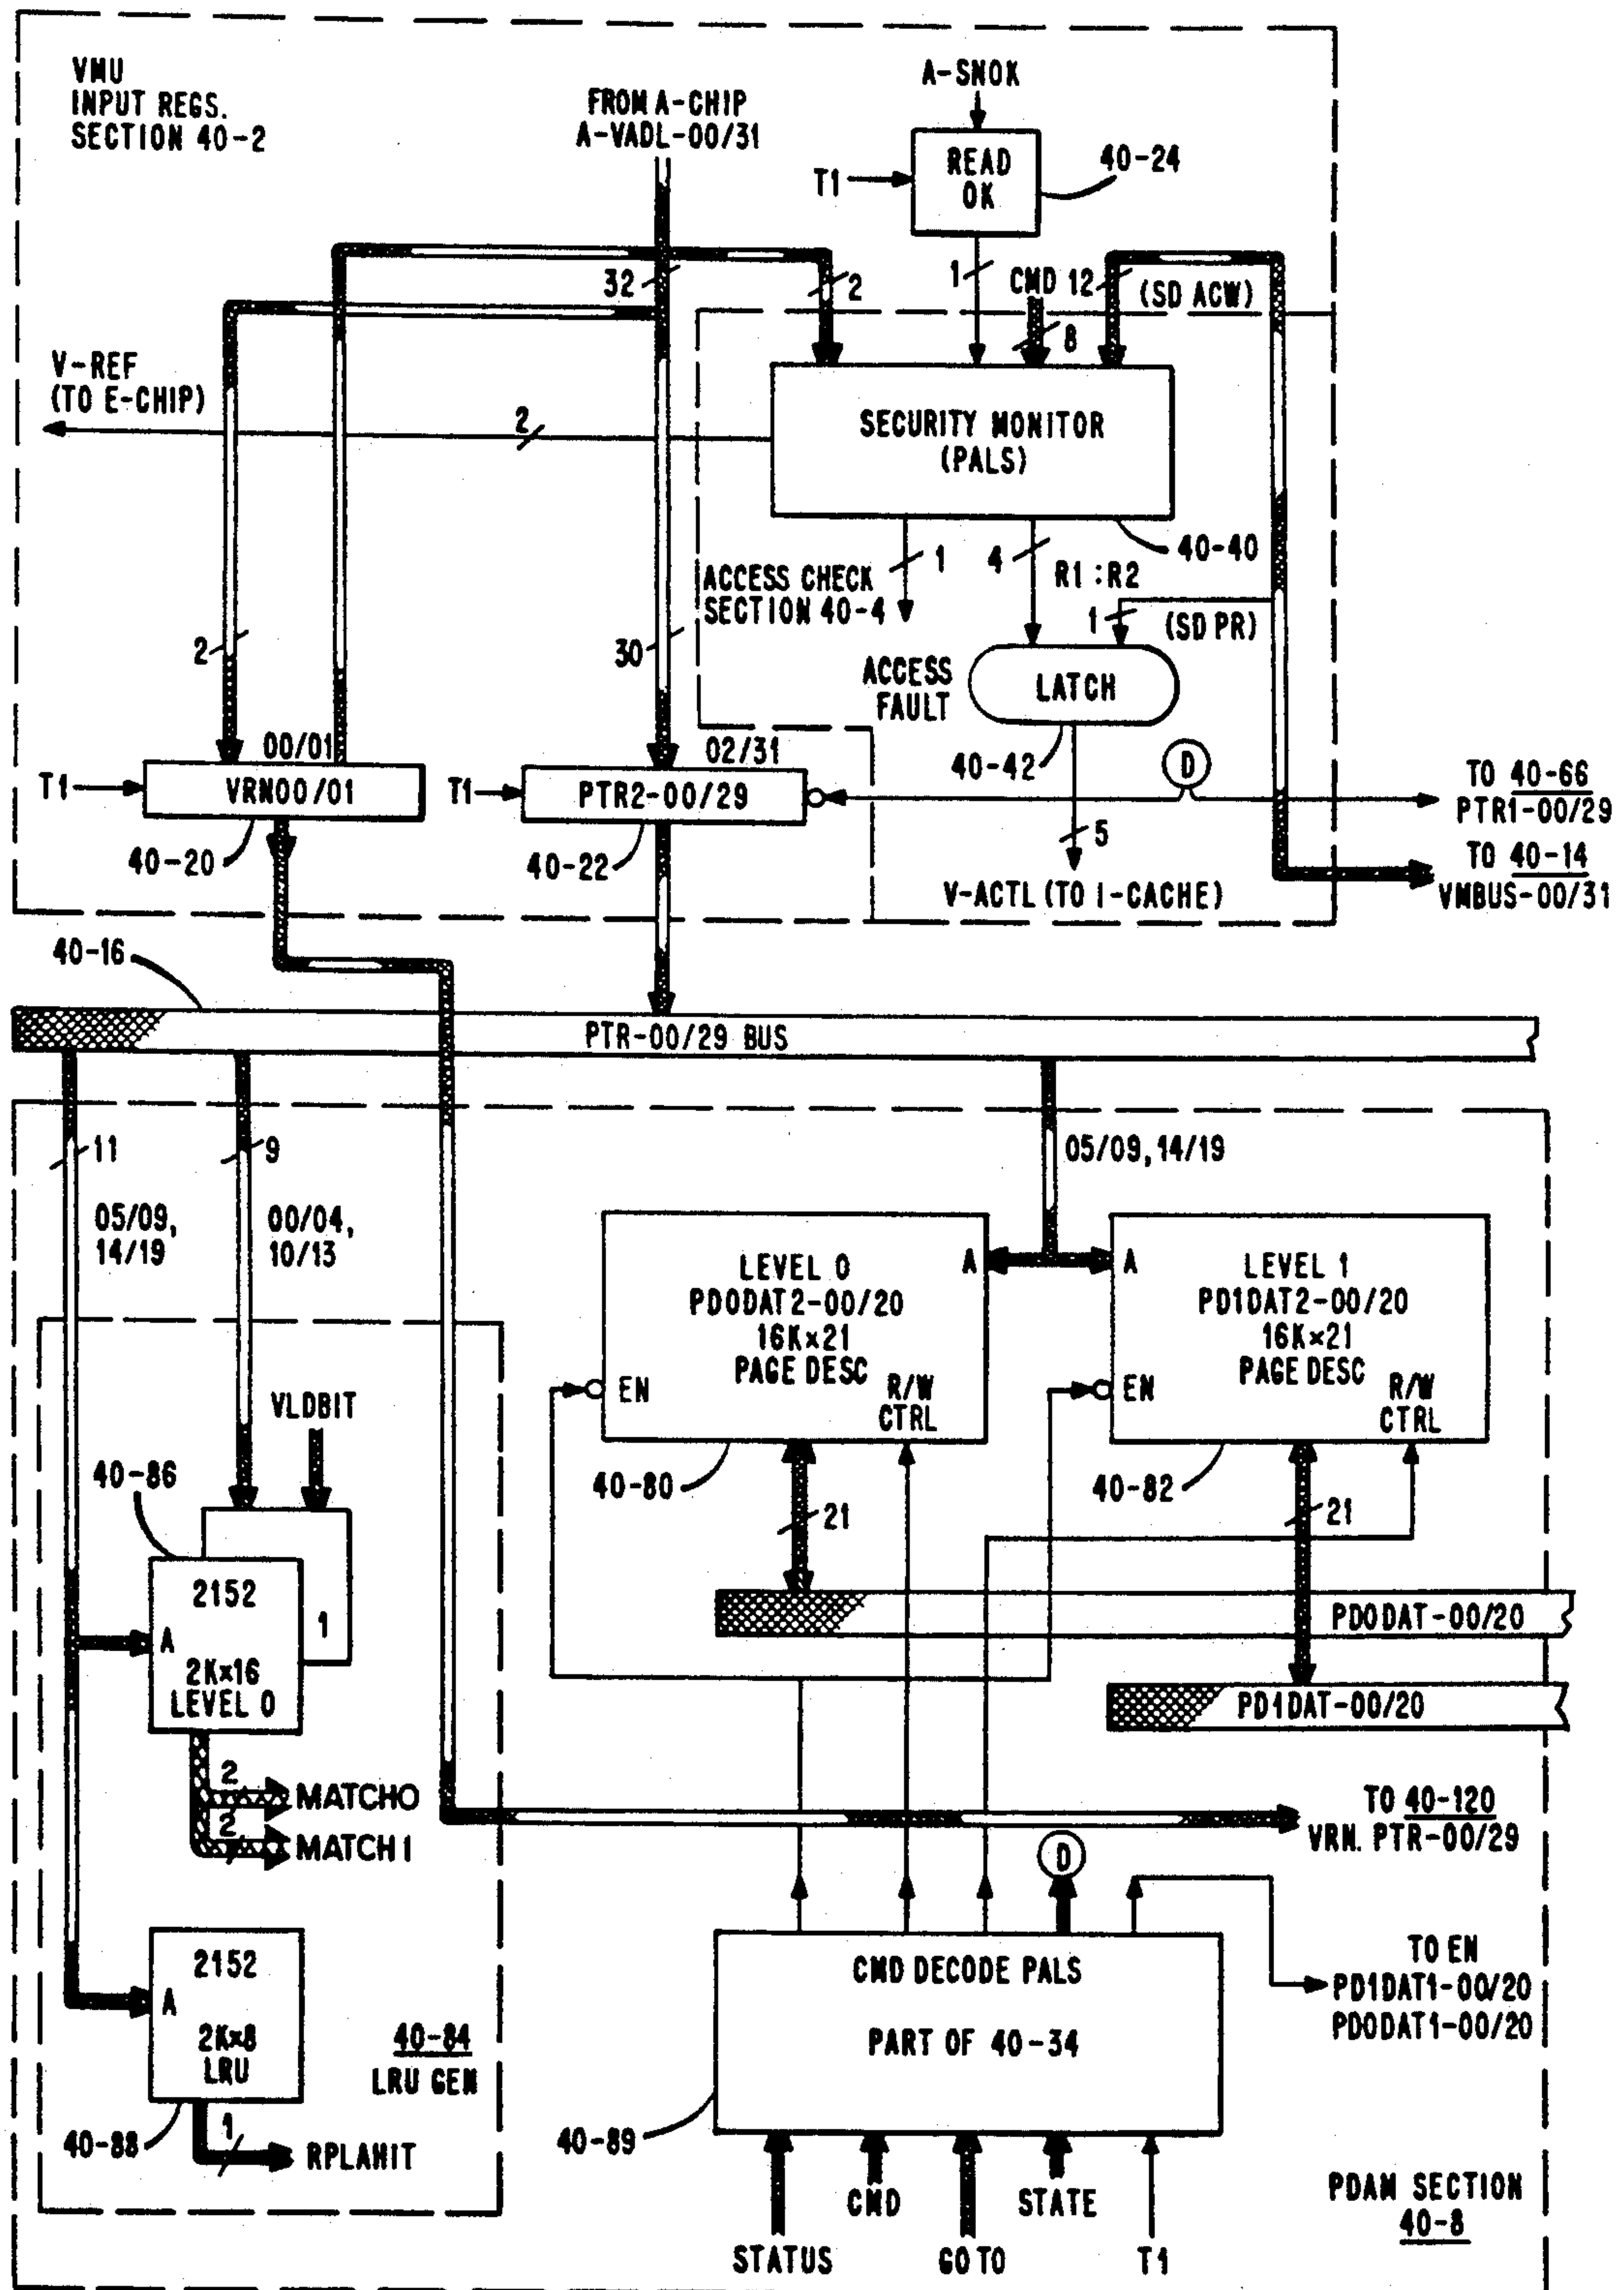 VMU
INPUT REGS.
SECTION 40-2
FROM A-CHIP
A-VADL-00/31
A-SNOK
READ
OK
40-24
T1
32
2
1
CMD
8
12
(SD ACW)
V-REF
(TO E-CHIP)
2
SECURITY MONITOR
(PALS)
40-40
ACCESS CHECK
SECTION 40-4
1
4
R1:R2
1
(SD PR)
2
30
ACCESS
FAULT
LATCH
40-42
00/01
T1
VRN00/01
40-20
02/31
T1
PTR2-00/29
40-22
D
5
V-ACTL (TO I-CACHE)
TO 40-66
PTR1-00/29
TO 40-14
VMBUS-00/31
40-16
PTR-00/29 BUS
11
05/09,
14/19
9
00/04,
10/13
05/09, 14/19
LEVEL 0
PD0DAT2-00/20
16K×21
PAGE DESC
A
EN
R/W
CTRL
40-80
21
LEVEL 1
PD1DAT2-00/20
16K×21
PAGE DESC
A
EN
R/W
CTRL
40-82
21
VLDBIT
40-86
2152
A
2K×16
LEVEL 0
1
PD0DAT-00/20
PD1DAT-00/20
2
MATCH0
2
MATCH1
TO 40-120
VRN. PTR-00/29
D
2152
A
2K×8
LRU
40-88
1
RPLAHIT
40-84
LRU GEN
CMD DECODE PALS
PART OF 40-34
40-89
TO EN
PD1DAT1-00/20
PD0DAT1-00/20
STATUS
CMD
GO TO
STATE
T1
PDAM SECTION
40-8